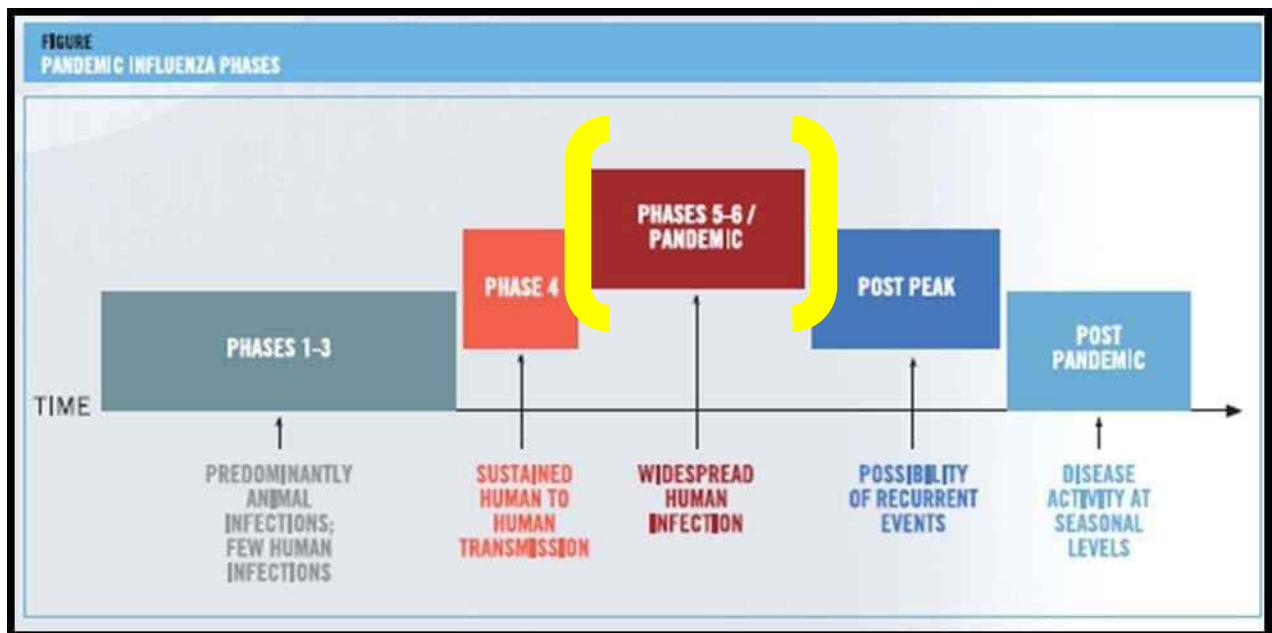 FIGURE
PANDEMIC INFLUENZA PHASES
PHASES 5-6 /
PANDEMIC
PHASE 4
POST PEAK
PHASES 1-3
POST
PANDEMIC
TIME
PREDOMINANTLY
ANIMAL
INFECTIONS;
FEW HUMAN
INFECTIONS
SUSTAINED
HUMAN TO
HUMAN
TRANSMISSION
WIDESPREAD
HUMAN
INFECTION
POSSIBILITY
OF RECURRENT
EVENTS
DISEASE
ACTIVITY AT
SEASONAL
LEVELS